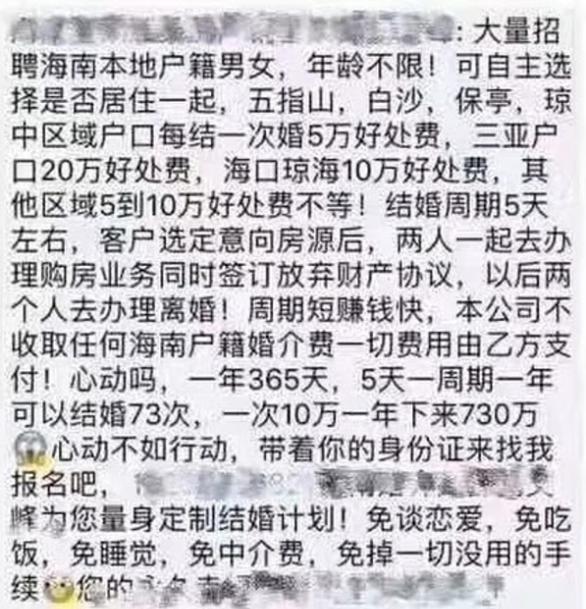 ：大量招
聘海南本地户籍男女，年龄不限！可自主选
择是否居住一起，五指山，白沙，保亭，琼
中区域户口每结一次婚5万好处费，三亚户
口20万好处费，海口琼海10万好处费，其
他区域5到10万好处费不等！结婚周期5天
左右，客户选定意向房源后，两人一起去办
理购房业务同时签订放弃财产协议，以后两
个人去办理离婚！周期短赚钱快，本公司不
收取任何海南户籍婚介费一切费用由乙方支
付！心动吗，一年365天，5天一周期一年
可以结婚73次，一次10万一年下来730万
😱心动不如行动，带着你的身份证来找我
报名吧，
峰为您量身定制结婚计划！免谈恋爱，免吃
饭，免睡觉，免中介费，免掉一切没用的手
续 您的